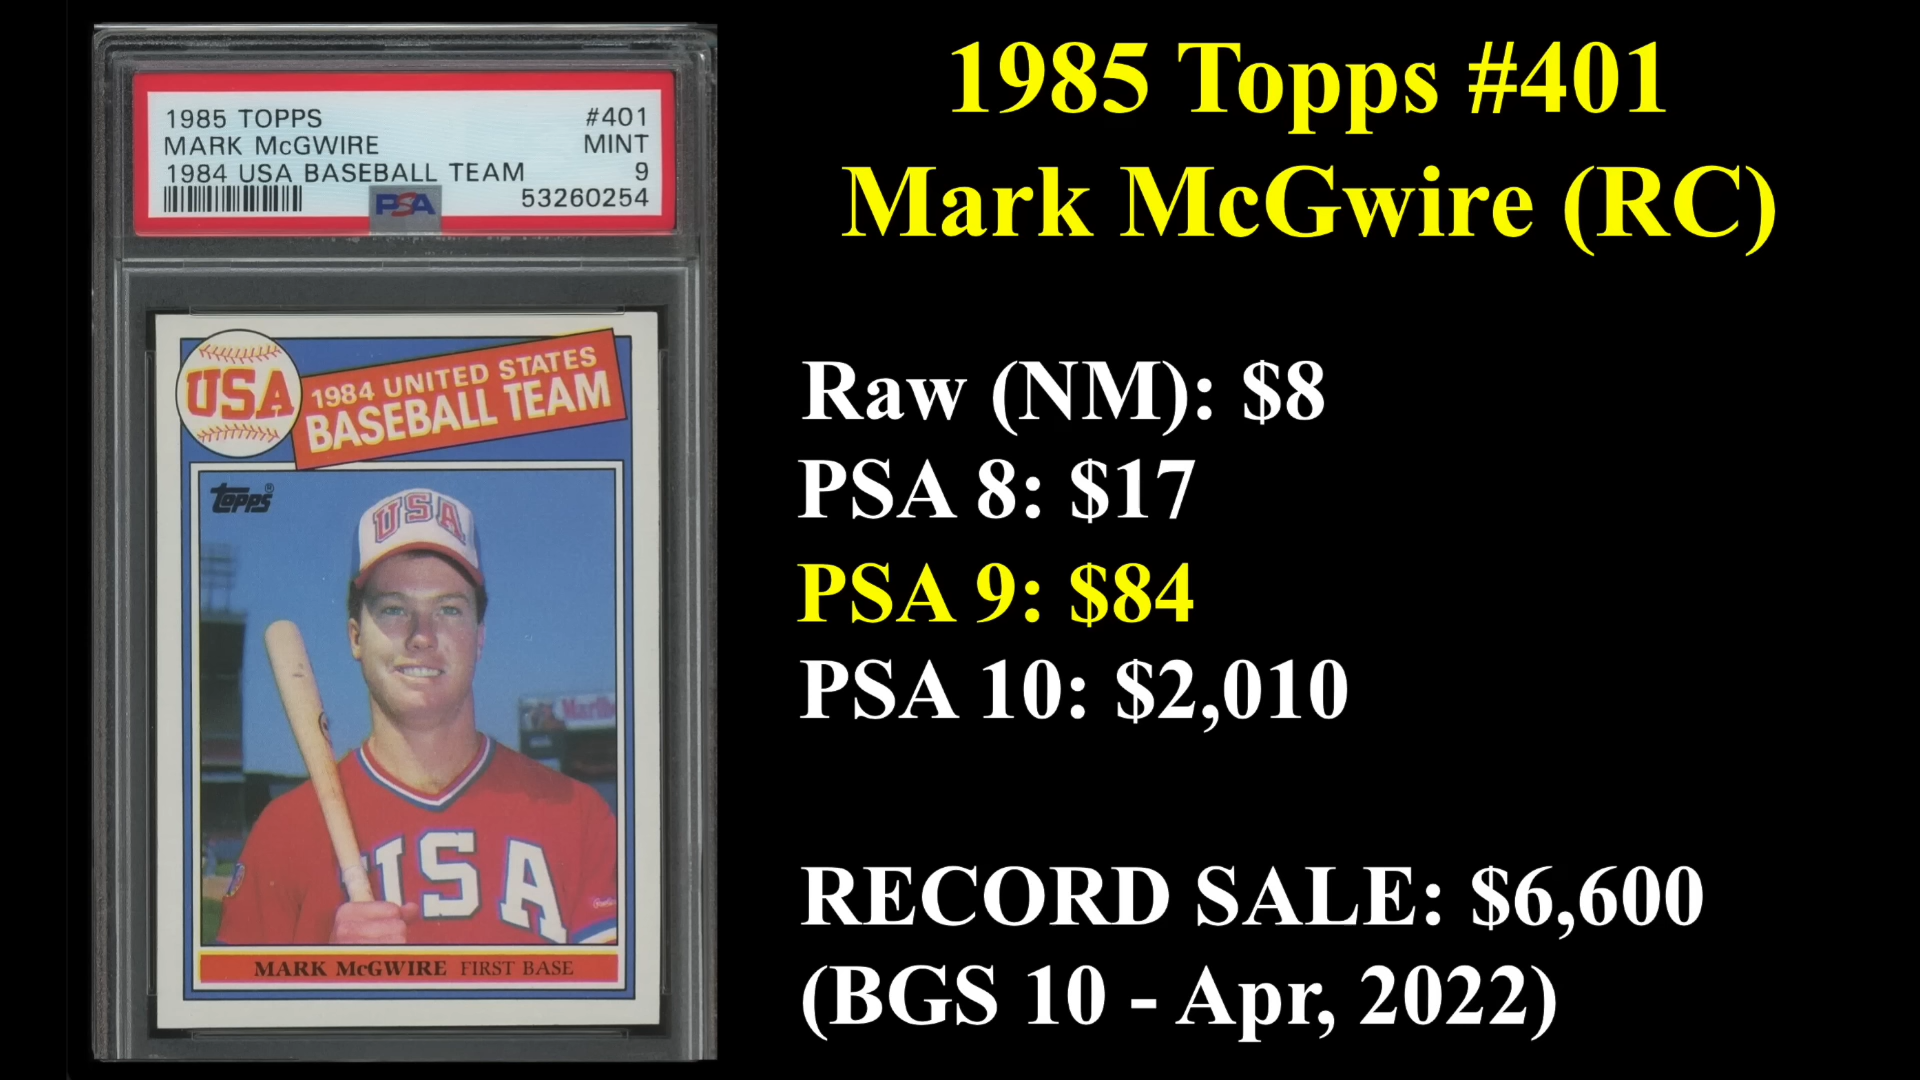 1985 TOPPS #401
MARK McGWIRE MINT
1984 USA BASEBALL TEAM 9
PSA 53260254
USA
1984 UNITED STATES
BASEBALL TEAM
topps®
USA
USA
MARK McGWIRE FIRST BASE
1985 Topps #401
Mark McGwire (RC)
Raw (NM): $8
PSA 8: $17
PSA 9: $84
PSA 10: $2,010
RECORD SALE: $6,600
(BGS 10 - Apr, 2022)